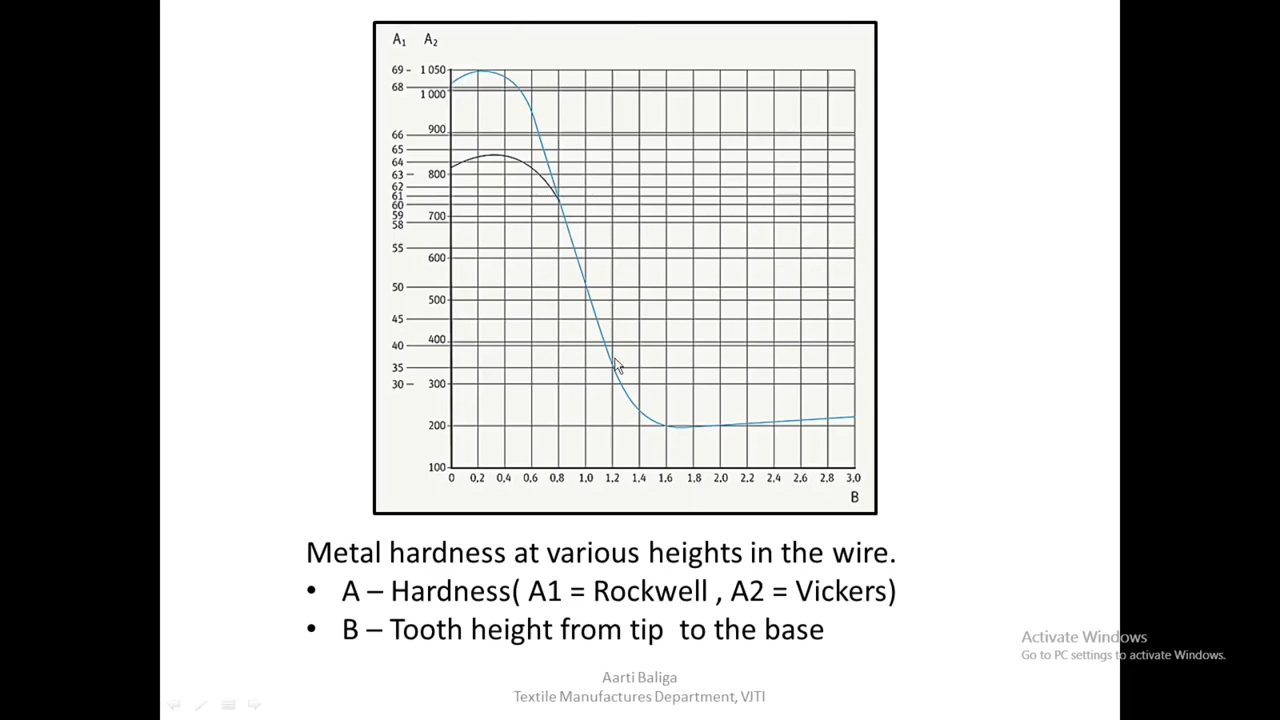 A1 A2
69 - 1 050
68
1 000
900
66
65
64
63 - 800
62
61
60
59 700
58
55
600
50
500
45
400
40
35
30 - 300
200
100
0 0,2 0,4 0,6 0,8 1,0 1,2 1,4 1,6 1,8 2,0 2,2 2,4 2,6 2,8 3,0
B
Metal hardness at various heights in the wire.
• A – Hardness( A1 = Rockwell , A2 = Vickers)
• B – Tooth height from tip to the base
Activate Windows
Go to PC settings to activate Windows.
Aarti Baliga
Textile Manufactures Department, VJTI